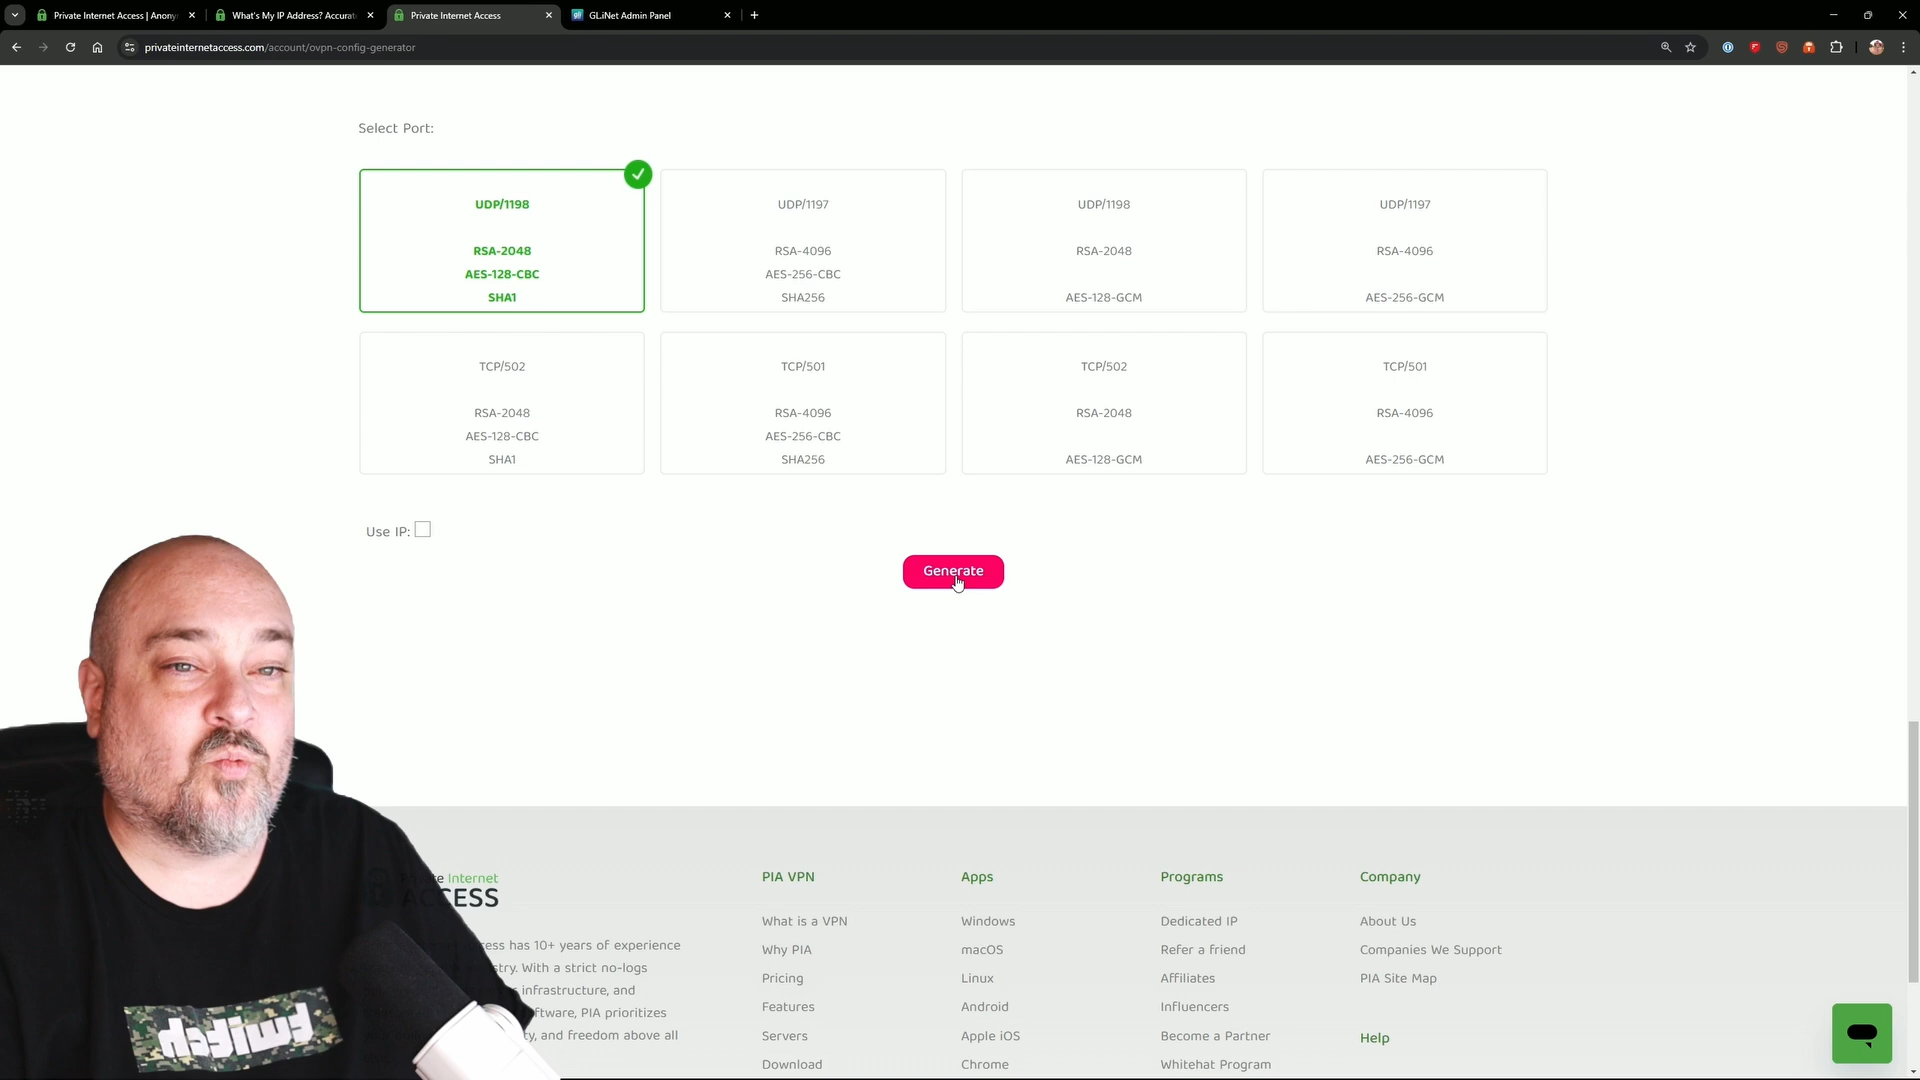 Private Internet Access | Anony
What's My IP Address? Accurat
Private Internet Access
GLiNet Admin Panel
privateinternetaccess.com/account/ovpn-config-generator
Select Port:
UDP/1198
RSA-2048
AES-128-CBC
SHA1
UDP/1197
RSA-4096
AES-256-CBC
SHA256
UDP/1198
RSA-2048
AES-128-GCM
UDP/1197
RSA-4096
AES-256-GCM
TCP/502
RSA-2048
AES-128-CBC
SHA1
TCP/501
RSA-4096
AES-256-CBC
SHA256
TCP/502
RSA-2048
AES-128-GCM
TCP/501
RSA-4096
AES-256-GCM
Use IP:
Generate
Internet
ACCESS
has 10+ years of experience
With a strict no-logs
infrastructure, and
PIA prioritizes
and freedom above all
PIA VPN
What is a VPN
Why PIA
Pricing
Features
Servers
Download
Apps
Windows
macOS
Linux
Android
Apple iOS
Chrome
Programs
Dedicated IP
Refer a friend
Affiliates
Influencers
Become a Partner
Whitehat Program
Company
About Us
Companies We Support
PIA Site Map
Help